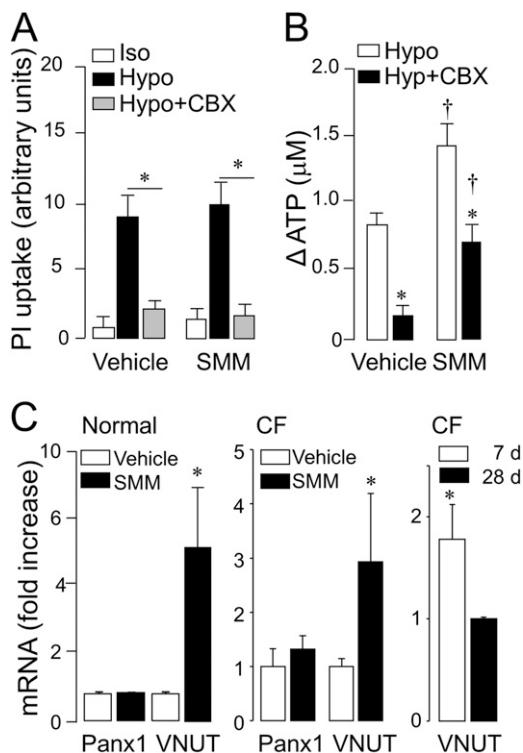 A
Iso
Hypo
Hypo+CBX
PI uptake (arbitrary units)
20
15
10
5
0
*
*
Vehicle
SMM
B
Hypo
Hyp+CBX
Δ ATP (μM)
2.0
1.5
1.0
0.5
0
*
†
†
*
Vehicle SMM
C
Normal
Vehicle
SMM
mRNA (fold increase)
10
8
6
4
2
0
*
Panx1 VNUT
CF
Vehicle
SMM
5
4
3
2
1
0
*
Panx1 VNUT
CF
7 d
28 d
2
1
0
*
VNUT